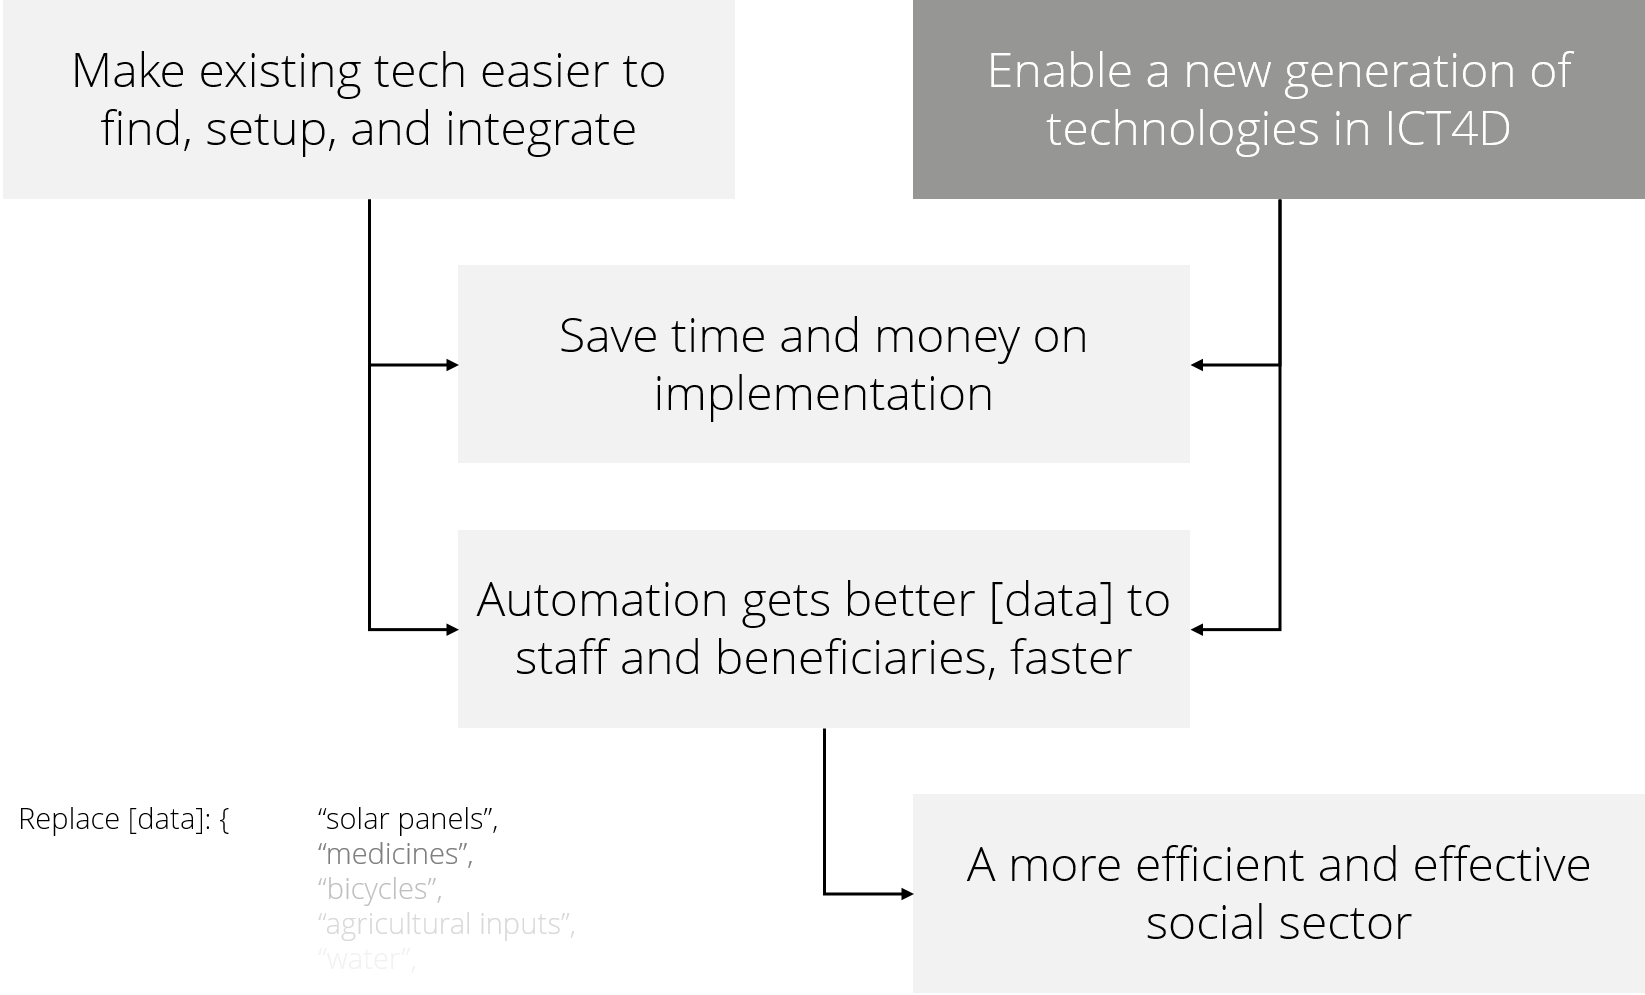 Make existing tech easier to
find, setup, and integrate
Enable a new generation of
technologies in ICT4D
Save time and money on
implementation
Automation gets better [data] to
staff and beneficiaries, faster
Replace [data]: { “solar panels”,
“medicines”,
“bicycles”,
“agricultural inputs”,
“water”,
A more efficient and effective
social sector